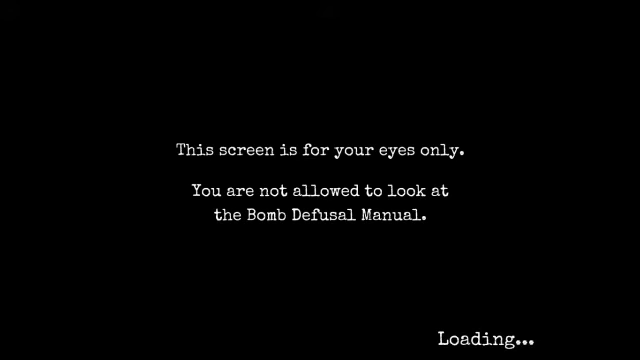 This screen is for your eyes only.
You are not allowed to look at
the Bomb Defusal Manual.
Loading...